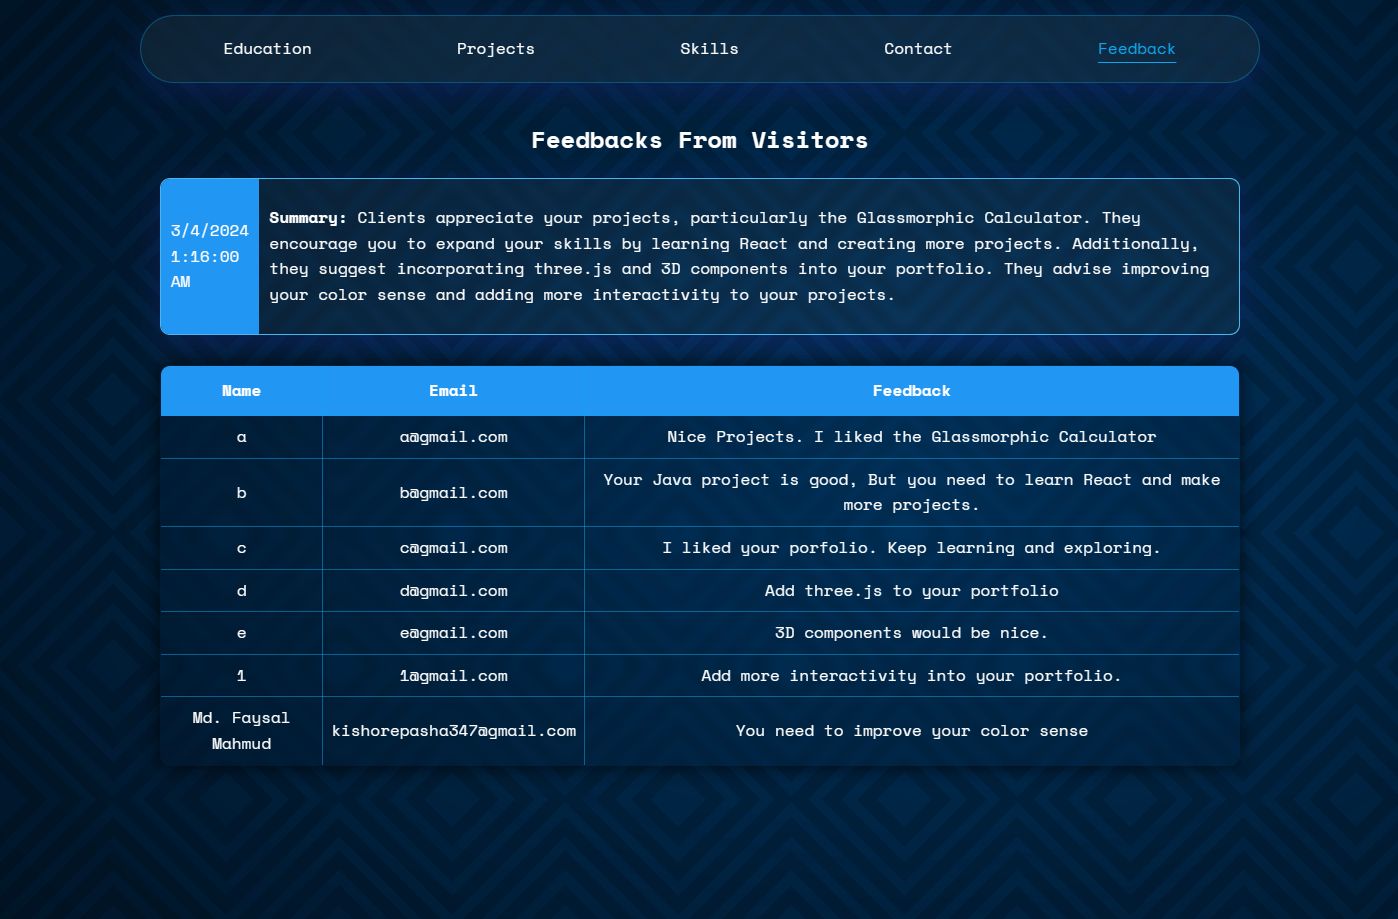 Education Projects Skills Contact Feedback
Feedbacks From Visitors
3/4/2024
1:16:00
AM
Summary: Clients appreciate your projects, particularly the Glassmorphic Calculator. They
encourage you to expand your skills by learning React and creating more projects. Additionally,
they suggest incorporating three.js and 3D components into your portfolio. They advise improving
your color sense and adding more interactivity to your projects.
Name Email Feedback
a a@gmail.com Nice Projects. I liked the Glassmorphic Calculator
b b@gmail.com Your Java project is good, But you need to learn React and make
more projects.
c c@gmail.com I liked your porfolio. Keep learning and exploring.
d d@gmail.com Add three.js to your portfolio
e e@gmail.com 3D components would be nice.
1 1@gmail.com Add more interactivity into your portfolio.
Md. Faysal
Mahmud kishorepasha347@gmail.com You need to improve your color sense